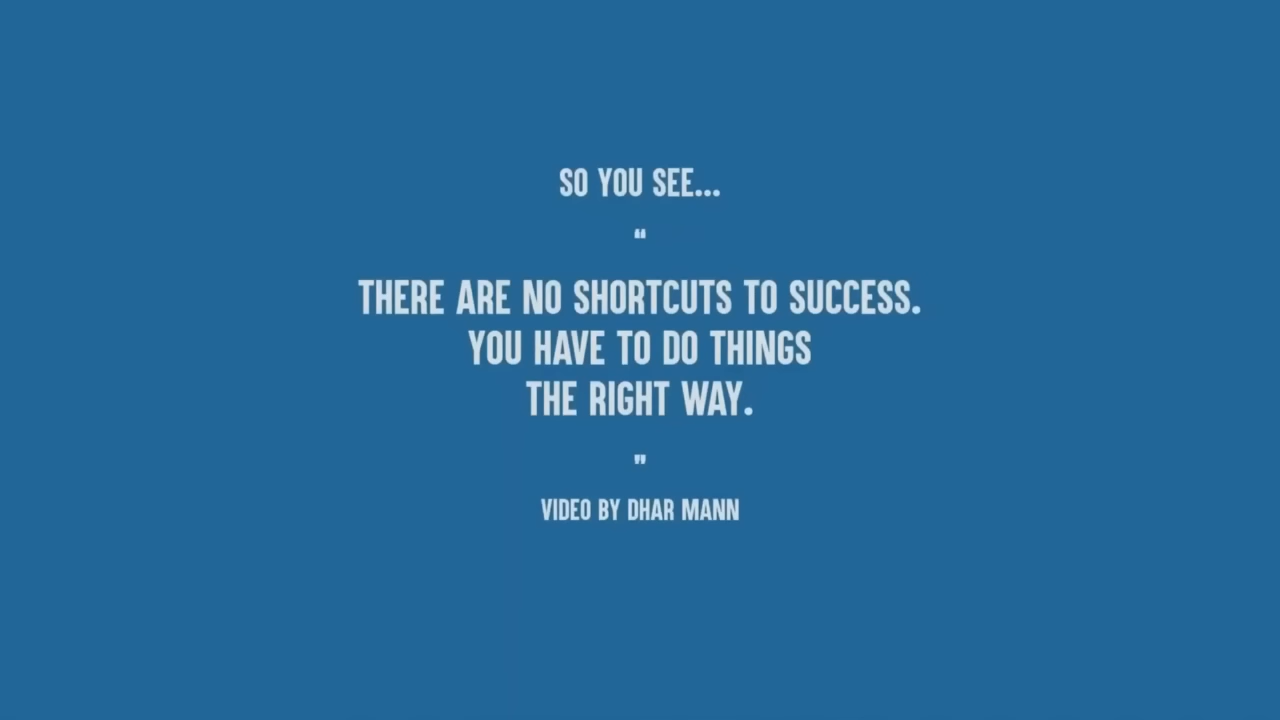 SO YOU SEE...
“
THERE ARE NO SHORTCUTS TO SUCCESS.
YOU HAVE TO DO THINGS
THE RIGHT WAY.
”
VIDEO BY DHAR MANN